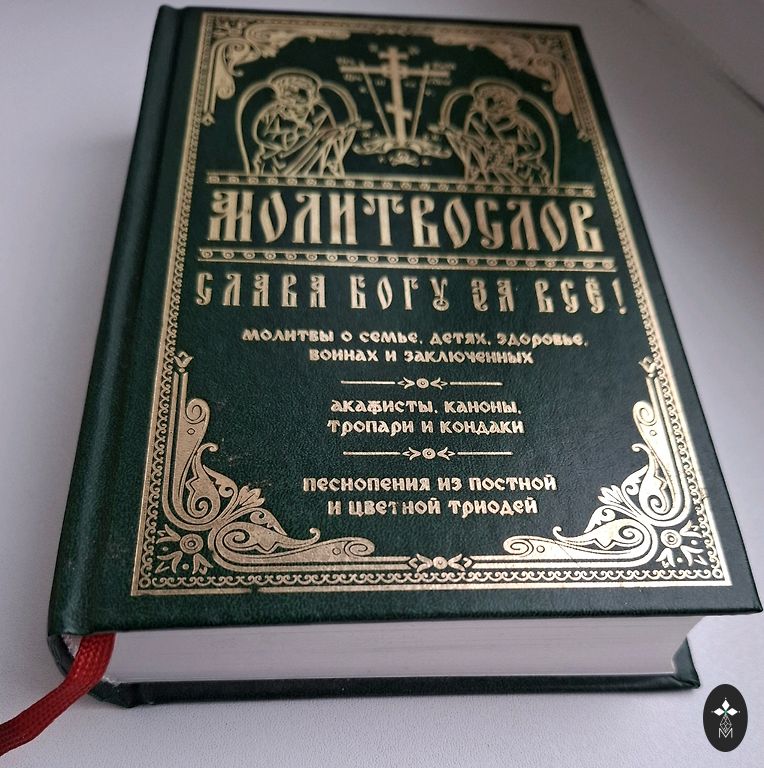 МОЛИТВОСЛОВ
СЛАВА БОГУ ЗА ВСЁ!
МОЛИТВЫ О СЕМЬЕ, ДЕТЯХ, ЗДОРОВЬЕ,
ВОИНАХ И ЗАКЛЮЧЕННЫХ
АКАФИСТЫ, КАНОНЫ,
ТРОПАРИ И КОНДАКИ
ПЕСНОПЕНИЯ ИЗ ПОСТНОЙ
И ЦВЕТНОЙ ТРИОДЕЙ
М